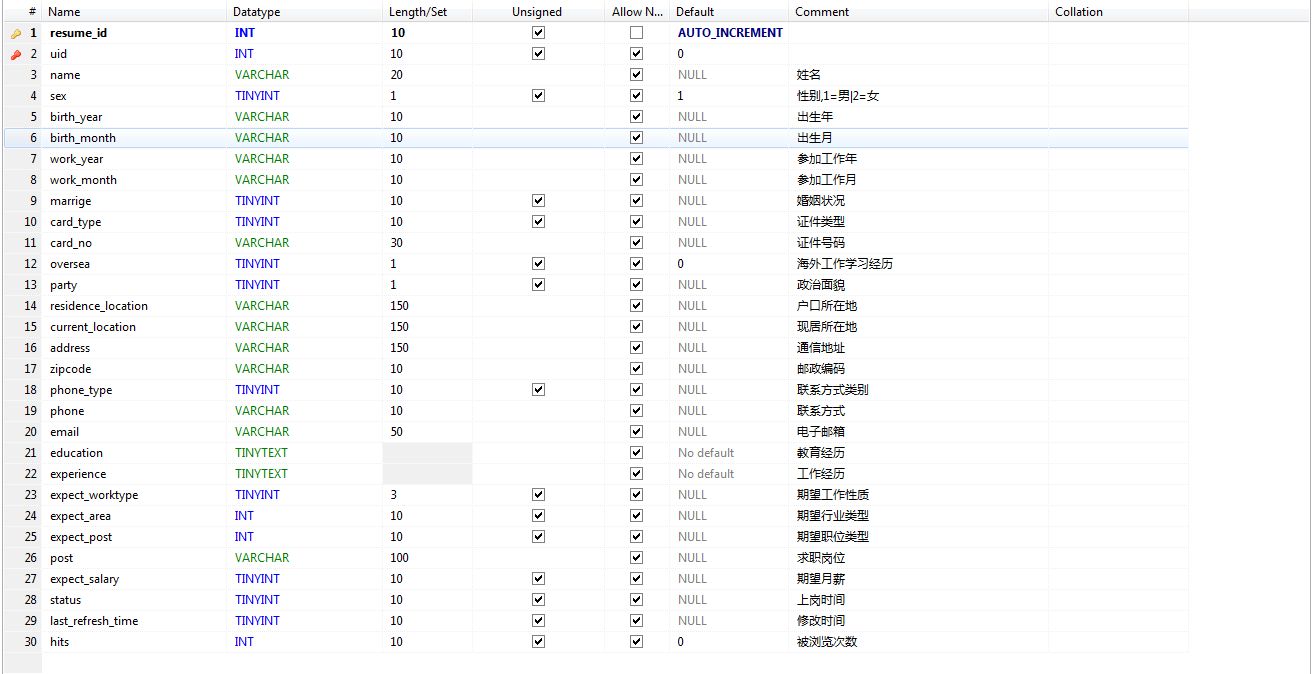 # Name Datatype Length/Set Unsigned Allow N... Default Comment Collation
1 resume_id INT 10 AUTO_INCREMENT
2 uid INT 10 0
3 name VARCHAR 20 NULL 姓名
4 sex TINYINT 1 1 性别,1=男|2=女
5 birth_year VARCHAR 10 NULL 出生年
6 birth_month VARCHAR 10 NULL 出生月
7 work_year VARCHAR 10 NULL 参加工作年
8 work_month VARCHAR 10 NULL 参加工作月
9 marrige TINYINT 10 NULL 婚姻状况
10 card_type TINYINT 10 NULL 证件类型
11 card_no VARCHAR 30 NULL 证件号码
12 oversea TINYINT 1 0 海外工作学习经历
13 party TINYINT 1 NULL 政治面貌
14 residence_location VARCHAR 150 NULL 户口所在地
15 current_location VARCHAR 150 NULL 现居所在地
16 address VARCHAR 150 NULL 通信地址
17 zipcode VARCHAR 10 NULL 邮政编码
18 phone_type TINYINT 10 NULL 联系方式类别
19 phone VARCHAR 10 NULL 联系方式
20 email VARCHAR 50 NULL 电子邮箱
21 education TINYTEXT No default 教育经历
22 experience TINYTEXT No default 工作经历
23 expect_worktype TINYINT 3 NULL 期望工作性质
24 expect_area INT 10 NULL 期望行业类型
25 expect_post INT 10 NULL 期望职位类型
26 post VARCHAR 100 NULL 求职岗位
27 expect_salary TINYINT 10 NULL 期望月薪
28 status TINYINT 10 NULL 上岗时间
29 last_refresh_time TINYINT 10 NULL 修改时间
30 hits INT 10 0 被浏览次数